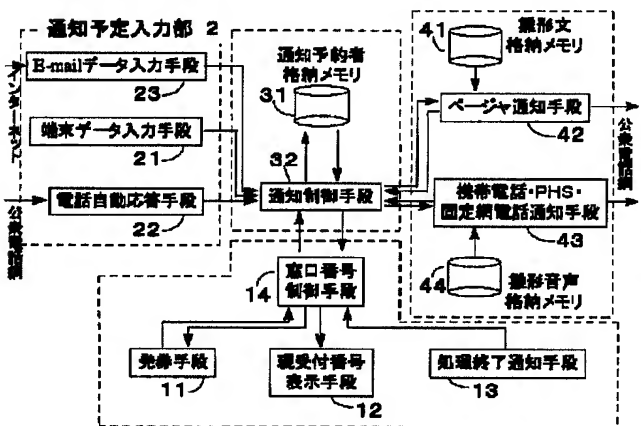 通知予定入力部 2
E-mailデータ入力手段
23
インターネット
端末データ入力手段
21
電話自動応答手段
22
公衆電話網
通知予約者
格納メモリ
31
32
通知制御手段
41
雛形文
格納メモリ
ページャ通知手段
42
公衆電話網
携帯電話・PHS・
固定網電話通知手段
43
44
雛形音声
格納メモリ
14
窓口番号
制御手段
発券手段
11
現受付番号
表示手段
12
処理終了通知手段
13